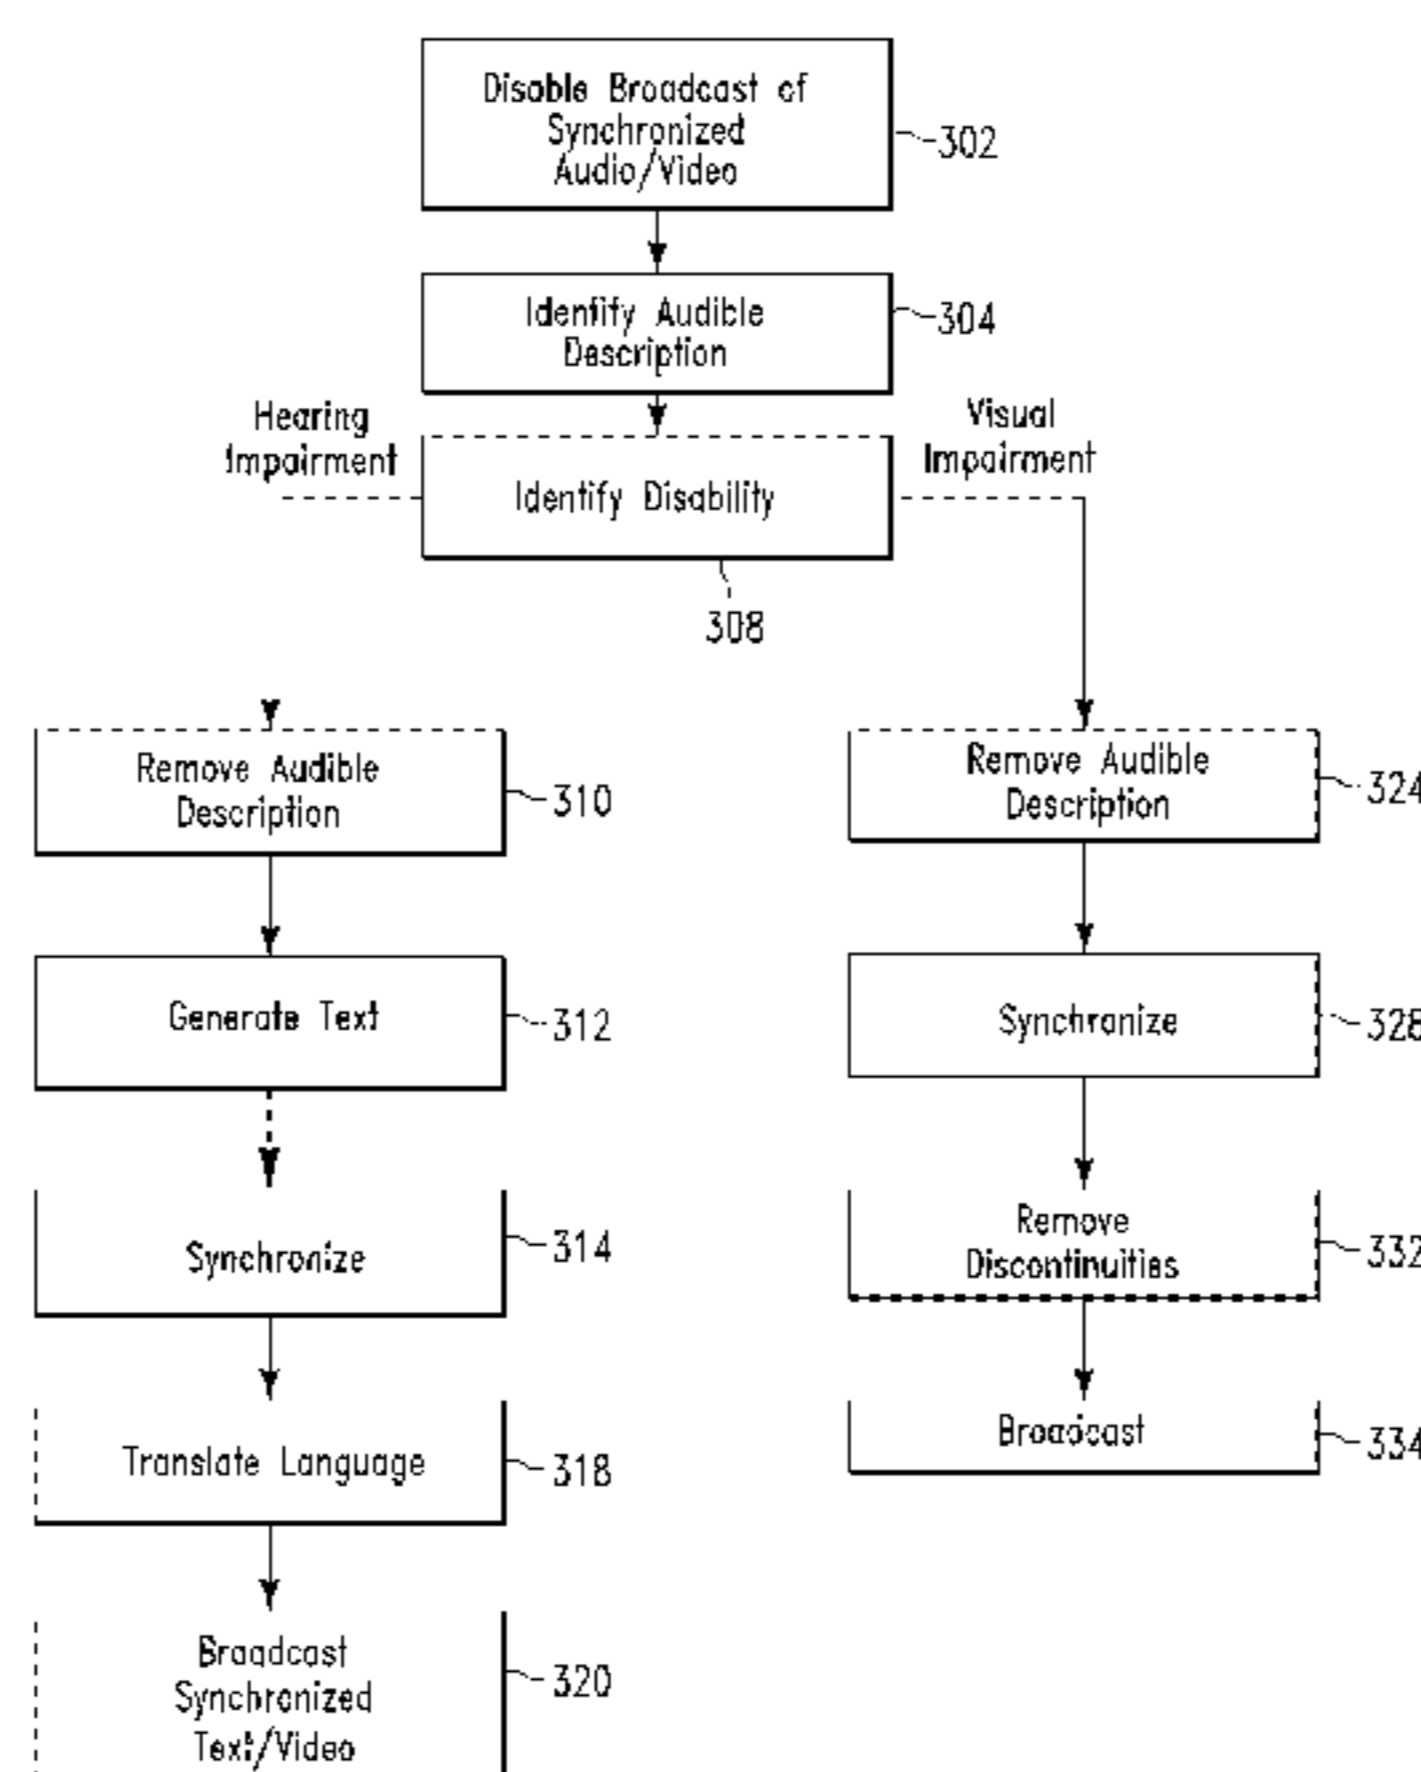 Disable Broadcast of
Synchronized
Audio/Video
302
Identify Audible
Description
304
Hearing
Impairment
Visual
Impairment
Identify Disability
308
Remove Audible
Description
310
Remove Audible
Description
324
Generate Text
312
Synchronize
328
Synchronize
314
Remove
Discontinuities
332
Translate Language
318
Broadcast
334
Broadcast
Synchronized
Text/Video
320